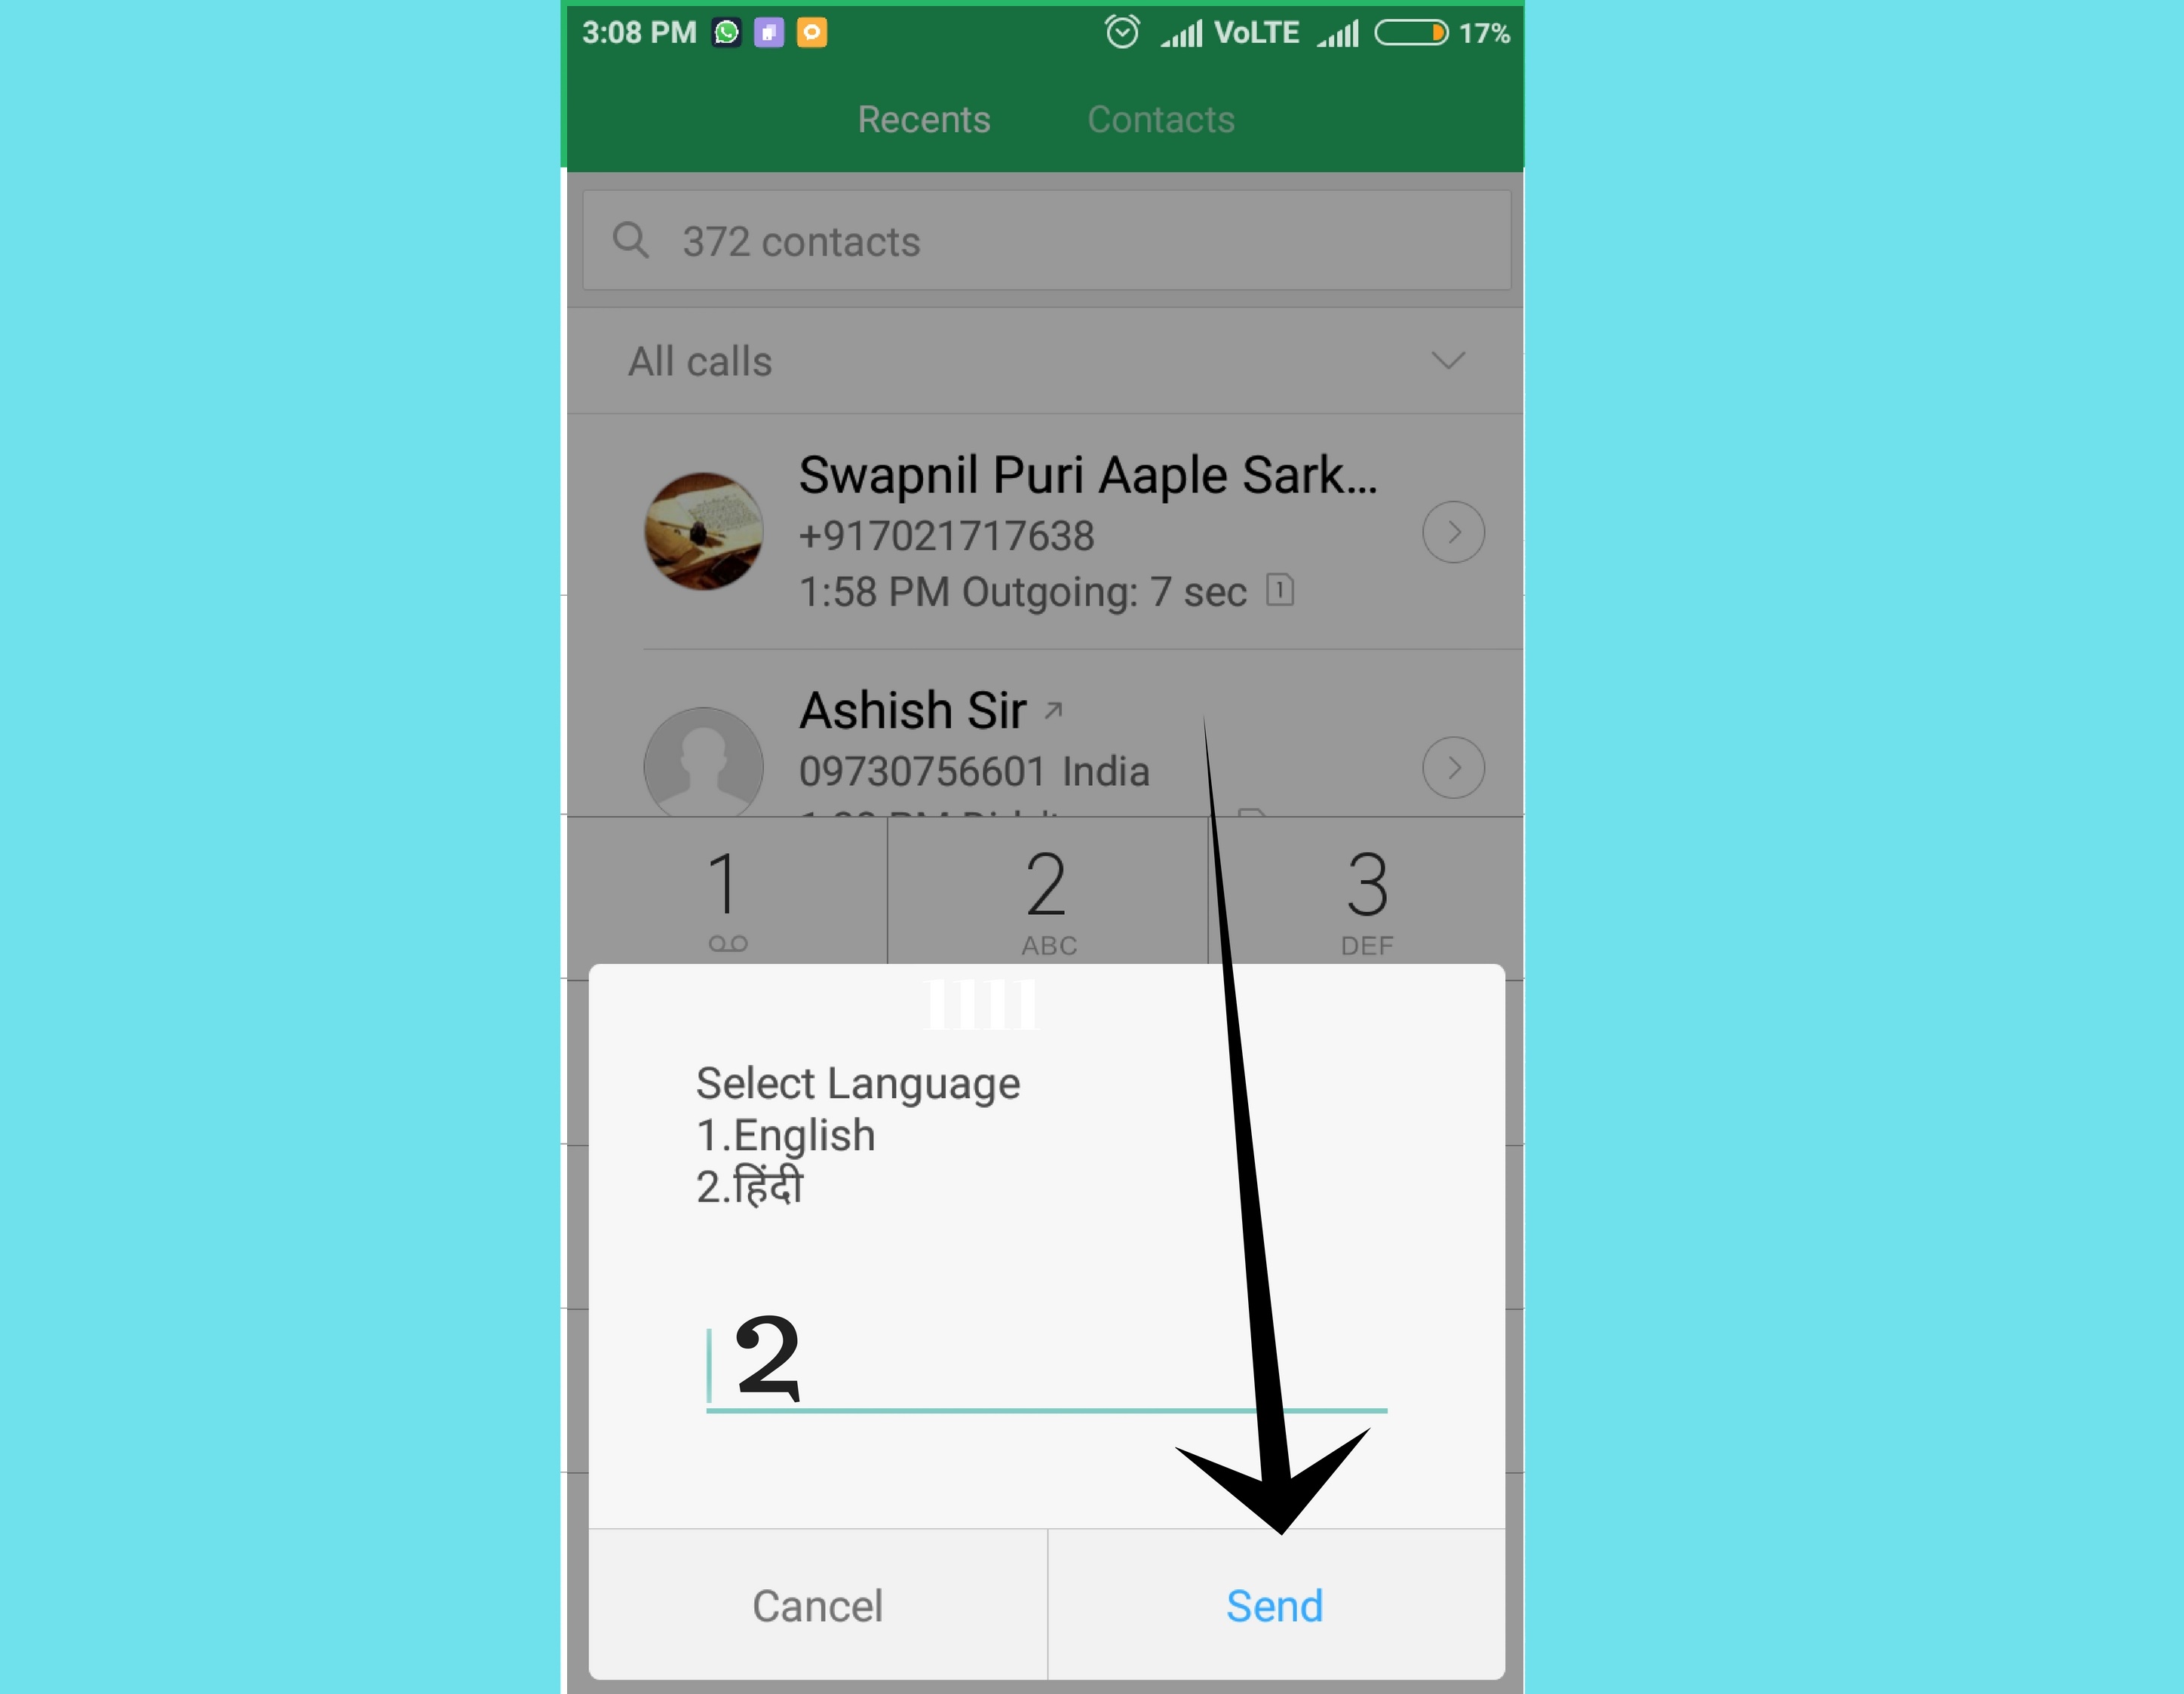 3:08 PM VoLTE 17%
Recents Contacts
372 contacts
All calls
Swapnil Puri Aaple Sark...
+917021717638
1:58 PM Outgoing: 7 sec 1
Ashish Sir
09730756601 India
1 2 3
ABC DEF
Select Language
1.English
2.हिंदी
2
Cancel Send